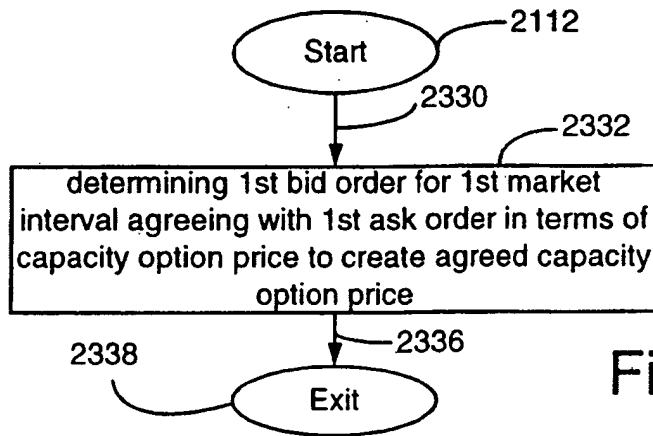 Start
2112
2330
2332
determining 1st bid order for 1st market
interval agreeing with 1st ask order in terms of
capacity option price to create agreed capacity
option price
2336
2338
Exit
Fi